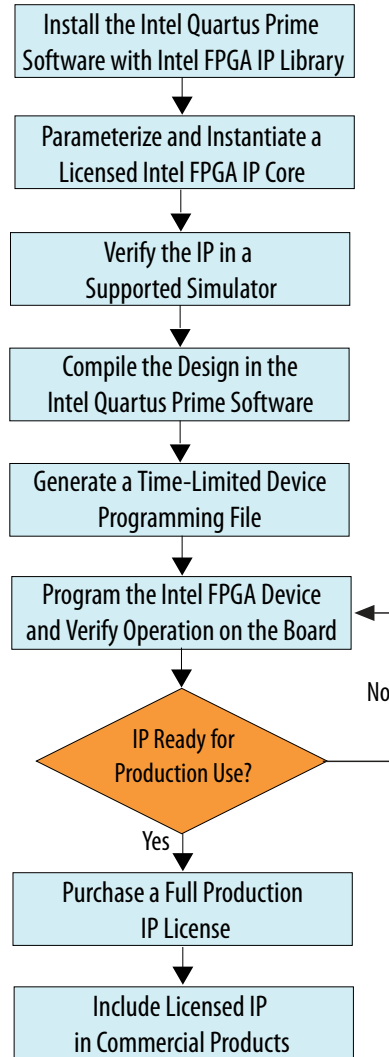 Install the Intel Quartus Prime
Software with Intel FPGA IP Library
Parameterize and Instantiate a
Licensed Intel FPGA IP Core
Verify the IP in a
Supported Simulator
Compile the Design in the
Intel Quartus Prime Software
Generate a Time-Limited Device
Programming File
Program the Intel FPGA Device
and Verify Operation on the Board
No
IP Ready for
Production Use?
Yes
Purchase a Full Production
IP License
Include Licensed IP
in Commercial Products